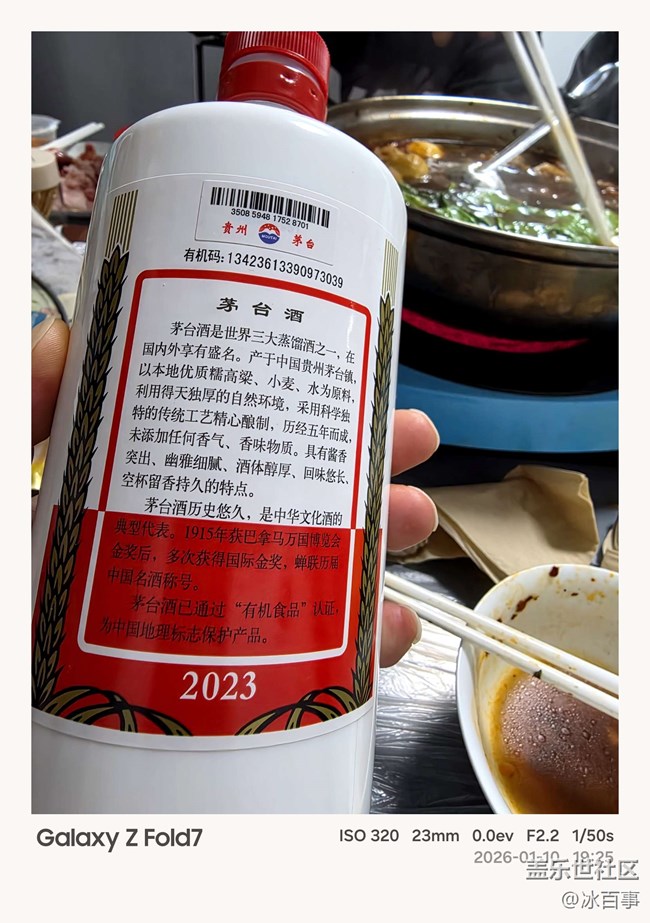 3508 5948 1752 8701
贵州 MOUTAI 茅台
有机码:13423613390973039
茅台酒
茅台酒是世界三大蒸馏酒之一，在
国内外享有盛名。产于中国贵州茅台镇，
以本地优质糯高粱、小麦、水为原料，
利用得天独厚的自然环境，采用科学独
特的传统工艺精心酿制，历经五年而成，
未添加任何香气、香味物质。具有酱香
突出、幽雅细腻、酒体醇厚、回味悠长、
空杯留香持久的特点。
茅台酒历史悠久，是中华文化酒的
典型代表。1915年获巴拿马万国博览会
金奖后，多次获得国际金奖，蝉联历届
中国名酒称号。
茅台酒已通过“有机食品”认证，
为中国地理标志保护产品。
2023
Galaxy Z Fold7
ISO 320 23mm 0.0ev F2.2 1/50s
2026-01-10 19:25
盖乐世社区
@冰百事